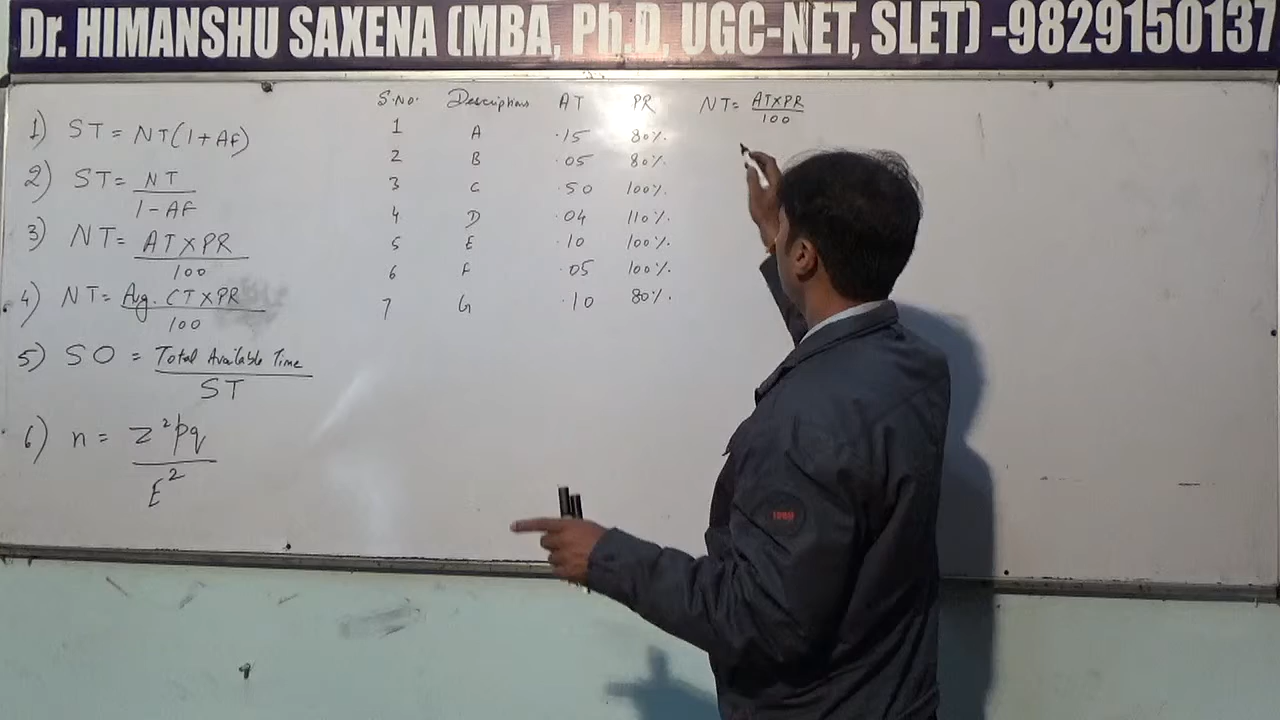 Dr. HIMANSHU SAXENA (MBA, Ph.D, UGC-NET, SLET) -9829150137
1) ST = NT(1 + Af)
2) ST = NT
1 - AF
3) NT = AT X PR
100
4) NT = Avg. CT X PR
100
5) SO = Total Available Time
ST
6) n = Z²pq
E²
S.No. Descriptions AT PR NT = ATXPR
100
1 A .15 80%.
2 B .05 80%.
3 C .50 100%.
4 D .04 110%.
5 E .10 100%.
6 F .05 100%.
7 G .10 80%.